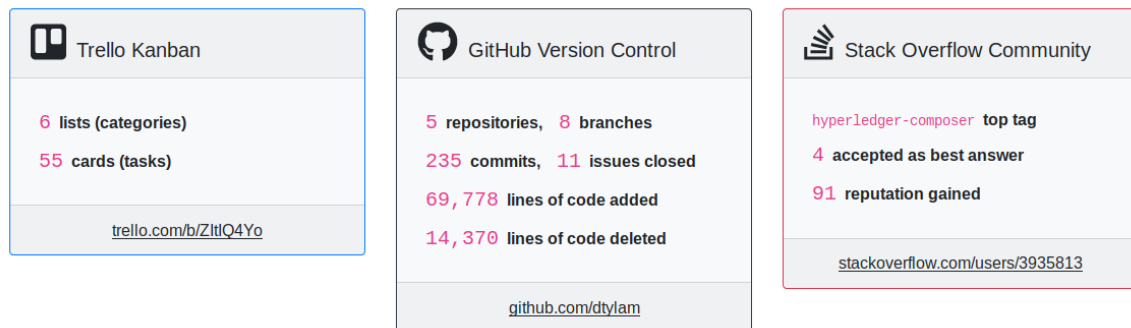 Trello Kanban
6 lists (categories)
55 cards (tasks)
trello.com/b/ZItlQ4Yo
GitHub Version Control
5 repositories, 8 branches
235 commits, 11 issues closed
69,778 lines of code added
14,370 lines of code deleted
github.com/dtylam
Stack Overflow Community
hyperledger-composer top tag
4 accepted as best answer
91 reputation gained
stackoverflow.com/users/3935813